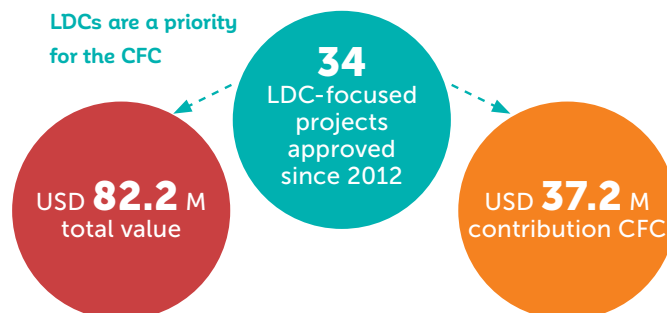 LDCs are a priority
for the CFC
34
LDC-focused
projects
approved
since 2012
USD 82.2 M
total value
USD 37.2 M
contribution CFC